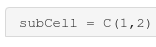 subCell = C(1,2)